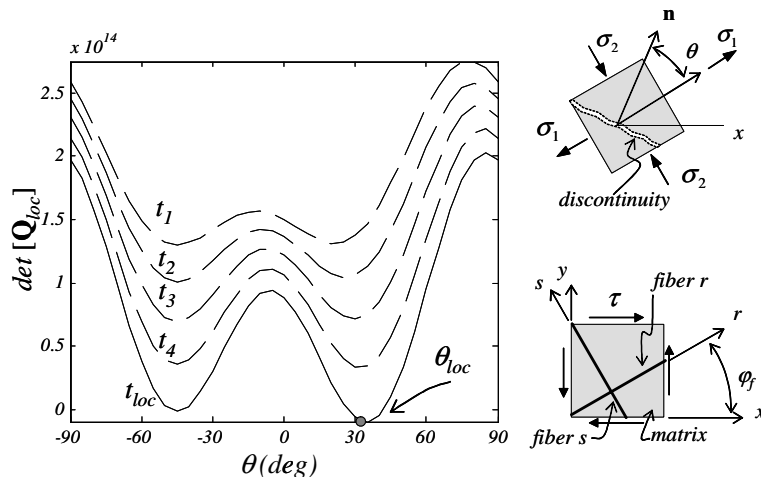 x 10^14
2.5
2
1.5
1
0.5
0
-90
-60
-30
0
30
60
90
det [Q_loc]
θ(deg)
t_1
t_2
t_3
t_4
t_loc
θ_loc
n
σ_2
θ
σ_1
σ_1
x
σ_2
discontinuity
s
y
τ
fiber r
r
φ_f
x
fiber s
matrix